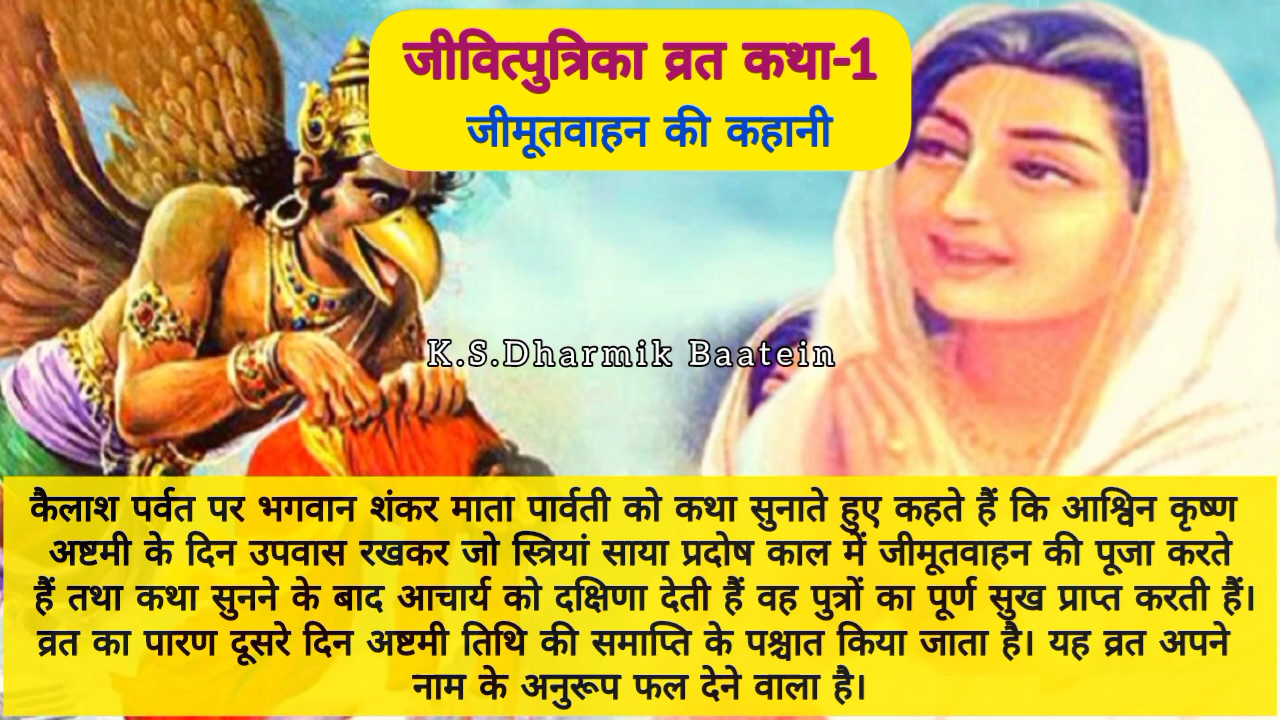 जीवित्पुत्रिका व्रत कथा-1
जीमूतवाहन की कहानी
K.S.Dharmik Baatein
कैलाश पर्वत पर भगवान शंकर माता पार्वती को कथा सुनाते हुए कहते हैं कि आश्विन कृष्ण
अष्टमी के दिन उपवास रखकर जो स्त्रियां साया प्रदोष काल में जीमूतवाहन की पूजा करते
हैं तथा कथा सुनने के बाद आचार्य को दक्षिणा देती हैं वह पुत्रों का पूर्ण सुख प्राप्त करती हैं।
व्रत का पारण दूसरे दिन अष्टमी तिथि की समाप्ति के पश्चात किया जाता है। यह व्रत अपने
नाम के अनुरूप फल देने वाला है।